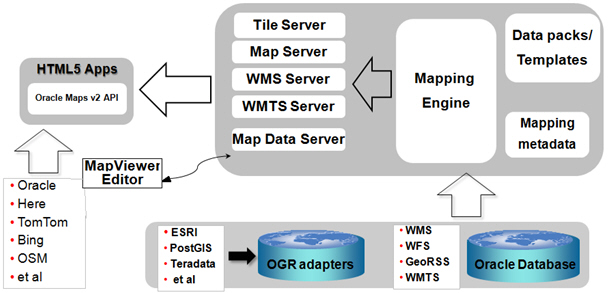 Tile Server
Map Server
WMS Server
WMTS Server
Map Data Server
Mapping
Engine
Data packs/
Templates
Mapping
metadata
HTML5 Apps
Oracle Maps v2 API
MapViewer
Editor
Oracle
Here
TomTom
Bing
OSM
et al
ESRI
PostGIS
Teradata
et al
OGR adapters
WMS
WFS
GeoRSS
WMTS
Oracle Database